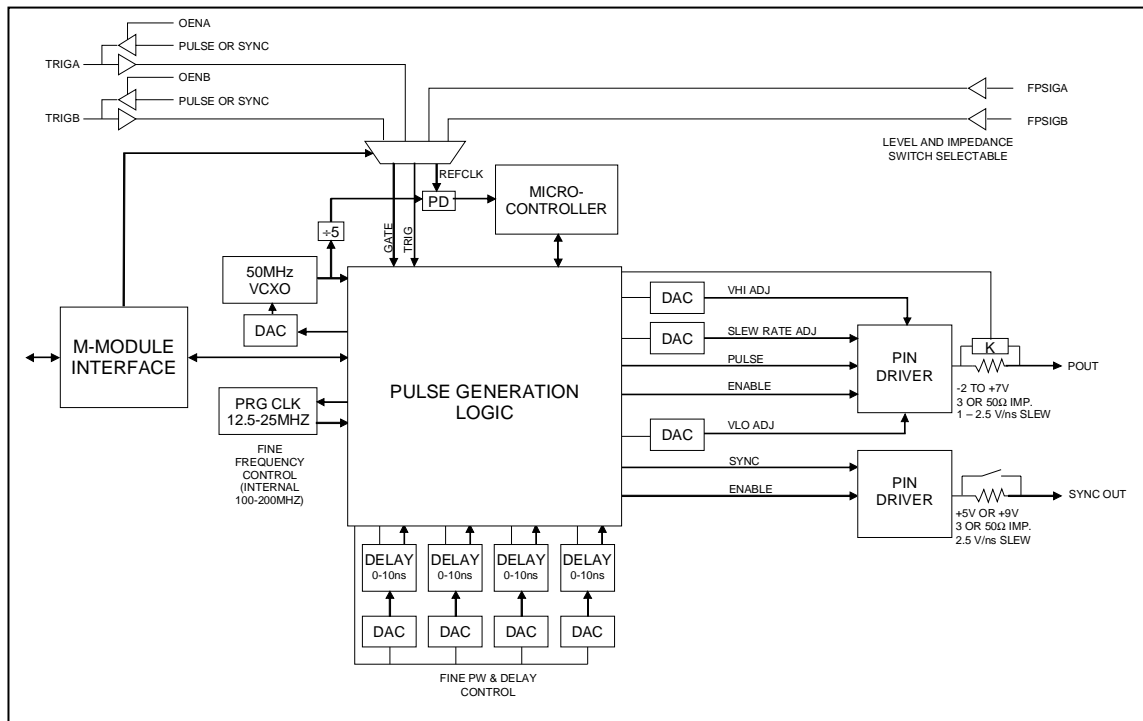 OENA
PULSE OR SYNC
TRIGA
OENB
PULSE OR SYNC
TRIGB
FPSIGA
FPSIGB
LEVEL AND IMPEDANCE
SWITCH SELECTABLE
REFCLK
PD
MICRO-
CONTROLLER
÷5
GATE
TRIG
50MHz
VCXO
DAC
M-MODULE
INTERFACE
PRG CLK
12.5-25MHZ
FINE
FREQUENCY
CONTROL
(INTERNAL
100-200MHZ)
PULSE GENERATION
LOGIC
DAC
VHI ADJ
DAC
SLEW RATE ADJ
PULSE
ENABLE
DAC
VLO ADJ
PIN
DRIVER
K
POUT
-2 TO +7V
3 OR 50Ω IMP.
1 – 2.5 V/ns SLEW
SYNC
ENABLE
PIN
DRIVER
SYNC OUT
+5V OR +9V
3 OR 50Ω IMP.
2.5 V/ns SLEW
DELAY
0-10ns
DELAY
0-10ns
DELAY
0-10ns
DELAY
0-10ns
DAC
DAC
DAC
DAC
FINE PW & DELAY
CONTROL